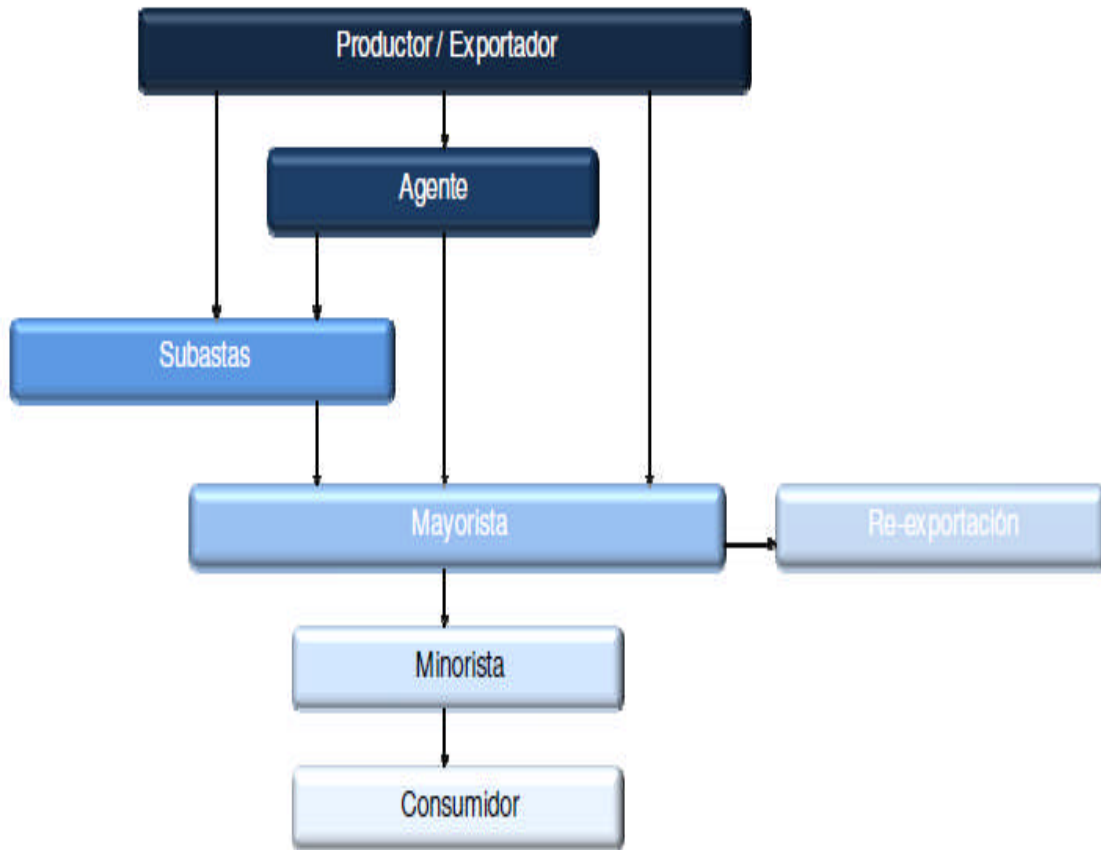 Productor / Exportador
Agente
Subastas
Mayorista
Re-exportación
Minorista
Consumidor